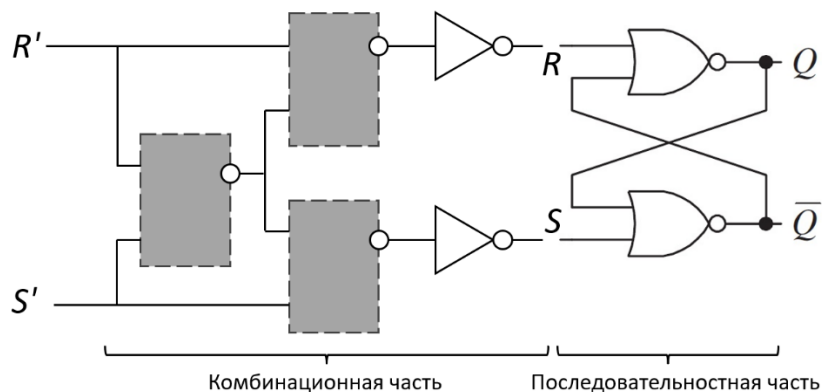 R'
R
Q
S
Q̅
S'
Комбинационная часть
Последовательностная часть